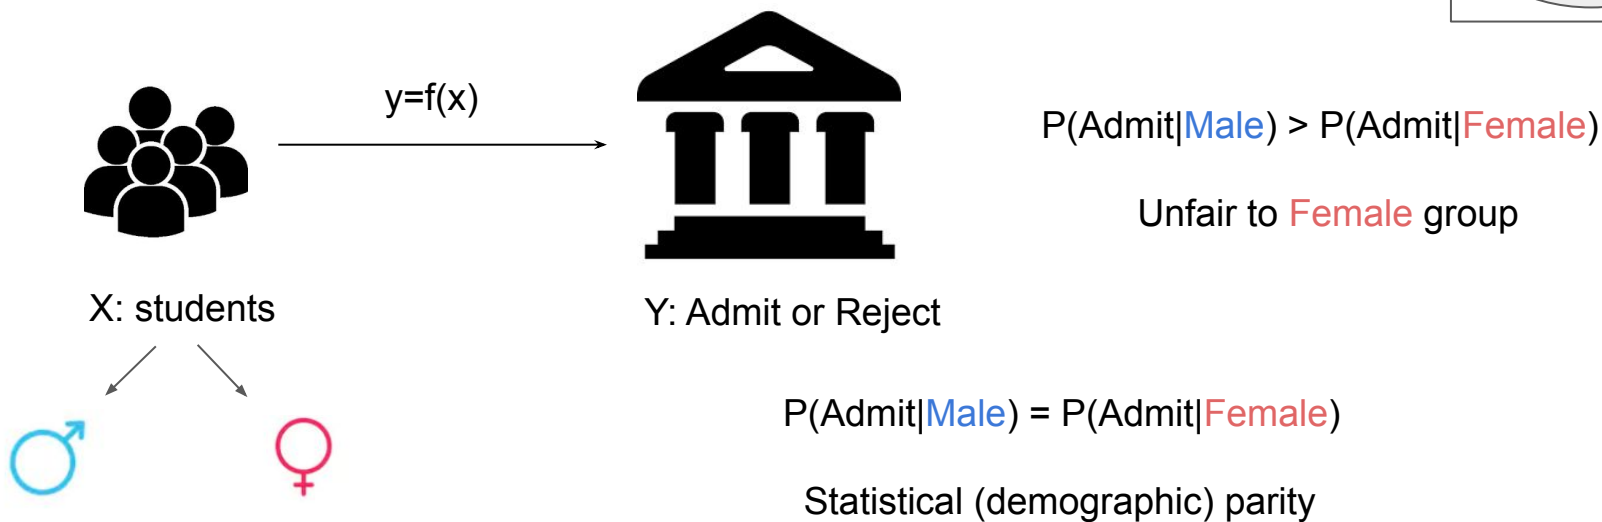 y=f(x)
P(Admit|Male) > P(Admit|Female)
Unfair to Female group
X: students
Y: Admit or Reject
P(Admit|Male) = P(Admit|Female)
Statistical (demographic) parity